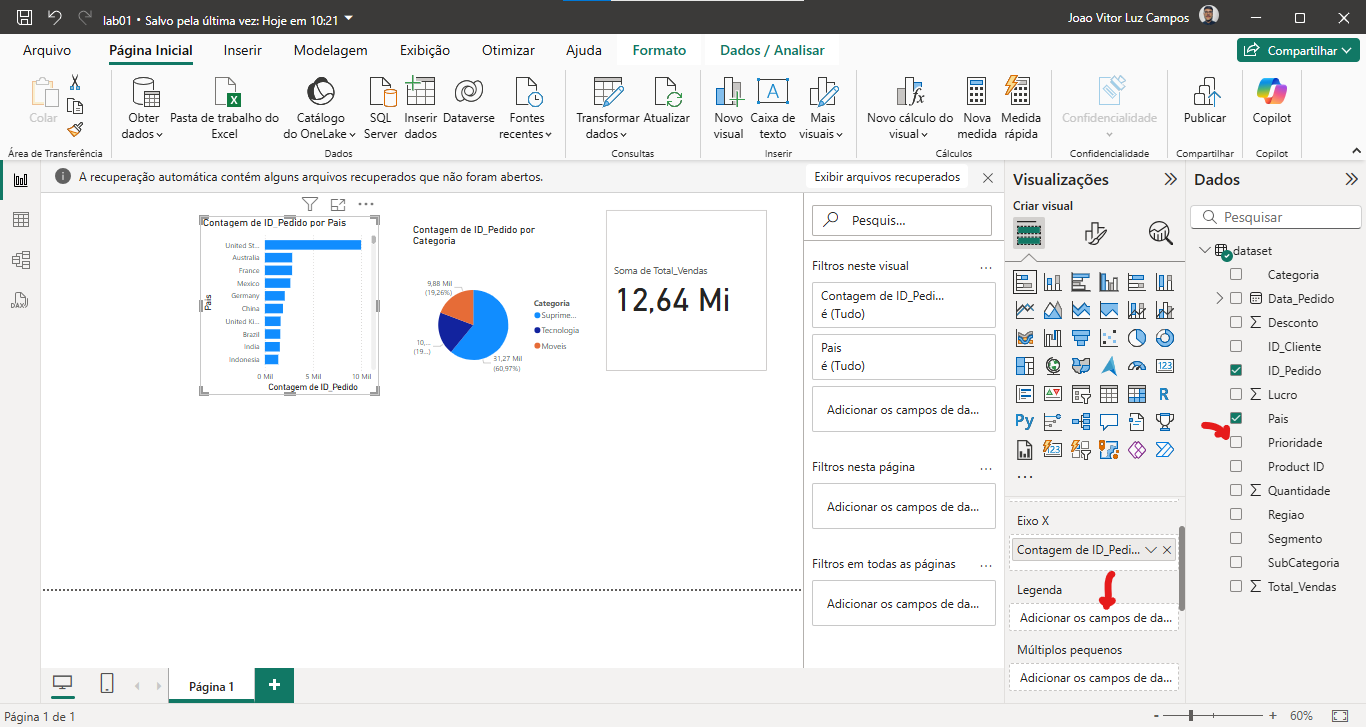 lab01 • Salvo pela última vez: Hoje em 10:21
Joao Vitor Luz Campos
Arquivo
Página Inicial
Inserir
Modelagem
Exibição
Otimizar
Ajuda
Formato
Dados / Analisar
Compartilhar
Colar
Obter dados
Pasta de trabalho do Excel
Catálogo do OneLake
SQL Server
Inserir dados
Dataverse
Fontes recentes
Transformar dados
Atualizar
Novo visual
Caixa de texto
Mais visuais
Novo cálculo do visual
Nova medida
Medida rápida
Confidencialidade
Publicar
Copilot
Área de Transferência
Dados
Consultas
Inserir
Cálculos
Confidencialidade
Compartilhar
Copilot
A recuperação automática contém alguns arquivos recuperados que não foram abertos.
Exibir arquivos recuperados
Contagem de ID_Pedido por Pais
Pais
United St...
Australia
France
Mexico
Germany
China
United Ki...
Brazil
India
Indonesia
0 Mil
5 Mil
10 Mil
Contagem de ID_Pedido
Contagem de ID_Pedido por
Categoria
9,88 Mil
(19,26%)
10,...
(19...
31,27 Mil
(60,97%)
Categoria
Suprime...
Tecnologia
Moveis
Soma de Total_Vendas
12,64 Mi
Pesquis...
Filtros neste visual
Contagem de ID_Pedi...
é (Tudo)
Pais
é (Tudo)
Adicionar os campos de da...
Filtros nesta página
Adicionar os campos de da...
Filtros em todas as páginas
Adicionar os campos de da...
Visualizações
Criar visual
123
R
Py
123
Eixo X
Contagem de ID_Pedi...
Legenda
Adicionar os campos de da...
Múltiplos pequenos
Adicionar os campos de da...
Dados
Pesquisar
dataset
Categoria
Data_Pedido
Desconto
ID_Cliente
ID_Pedido
Lucro
Pais
Prioridade
Product ID
Quantidade
Regiao
Segmento
SubCategoria
Total_Vendas
Página 1
Página 1 de 1
60%